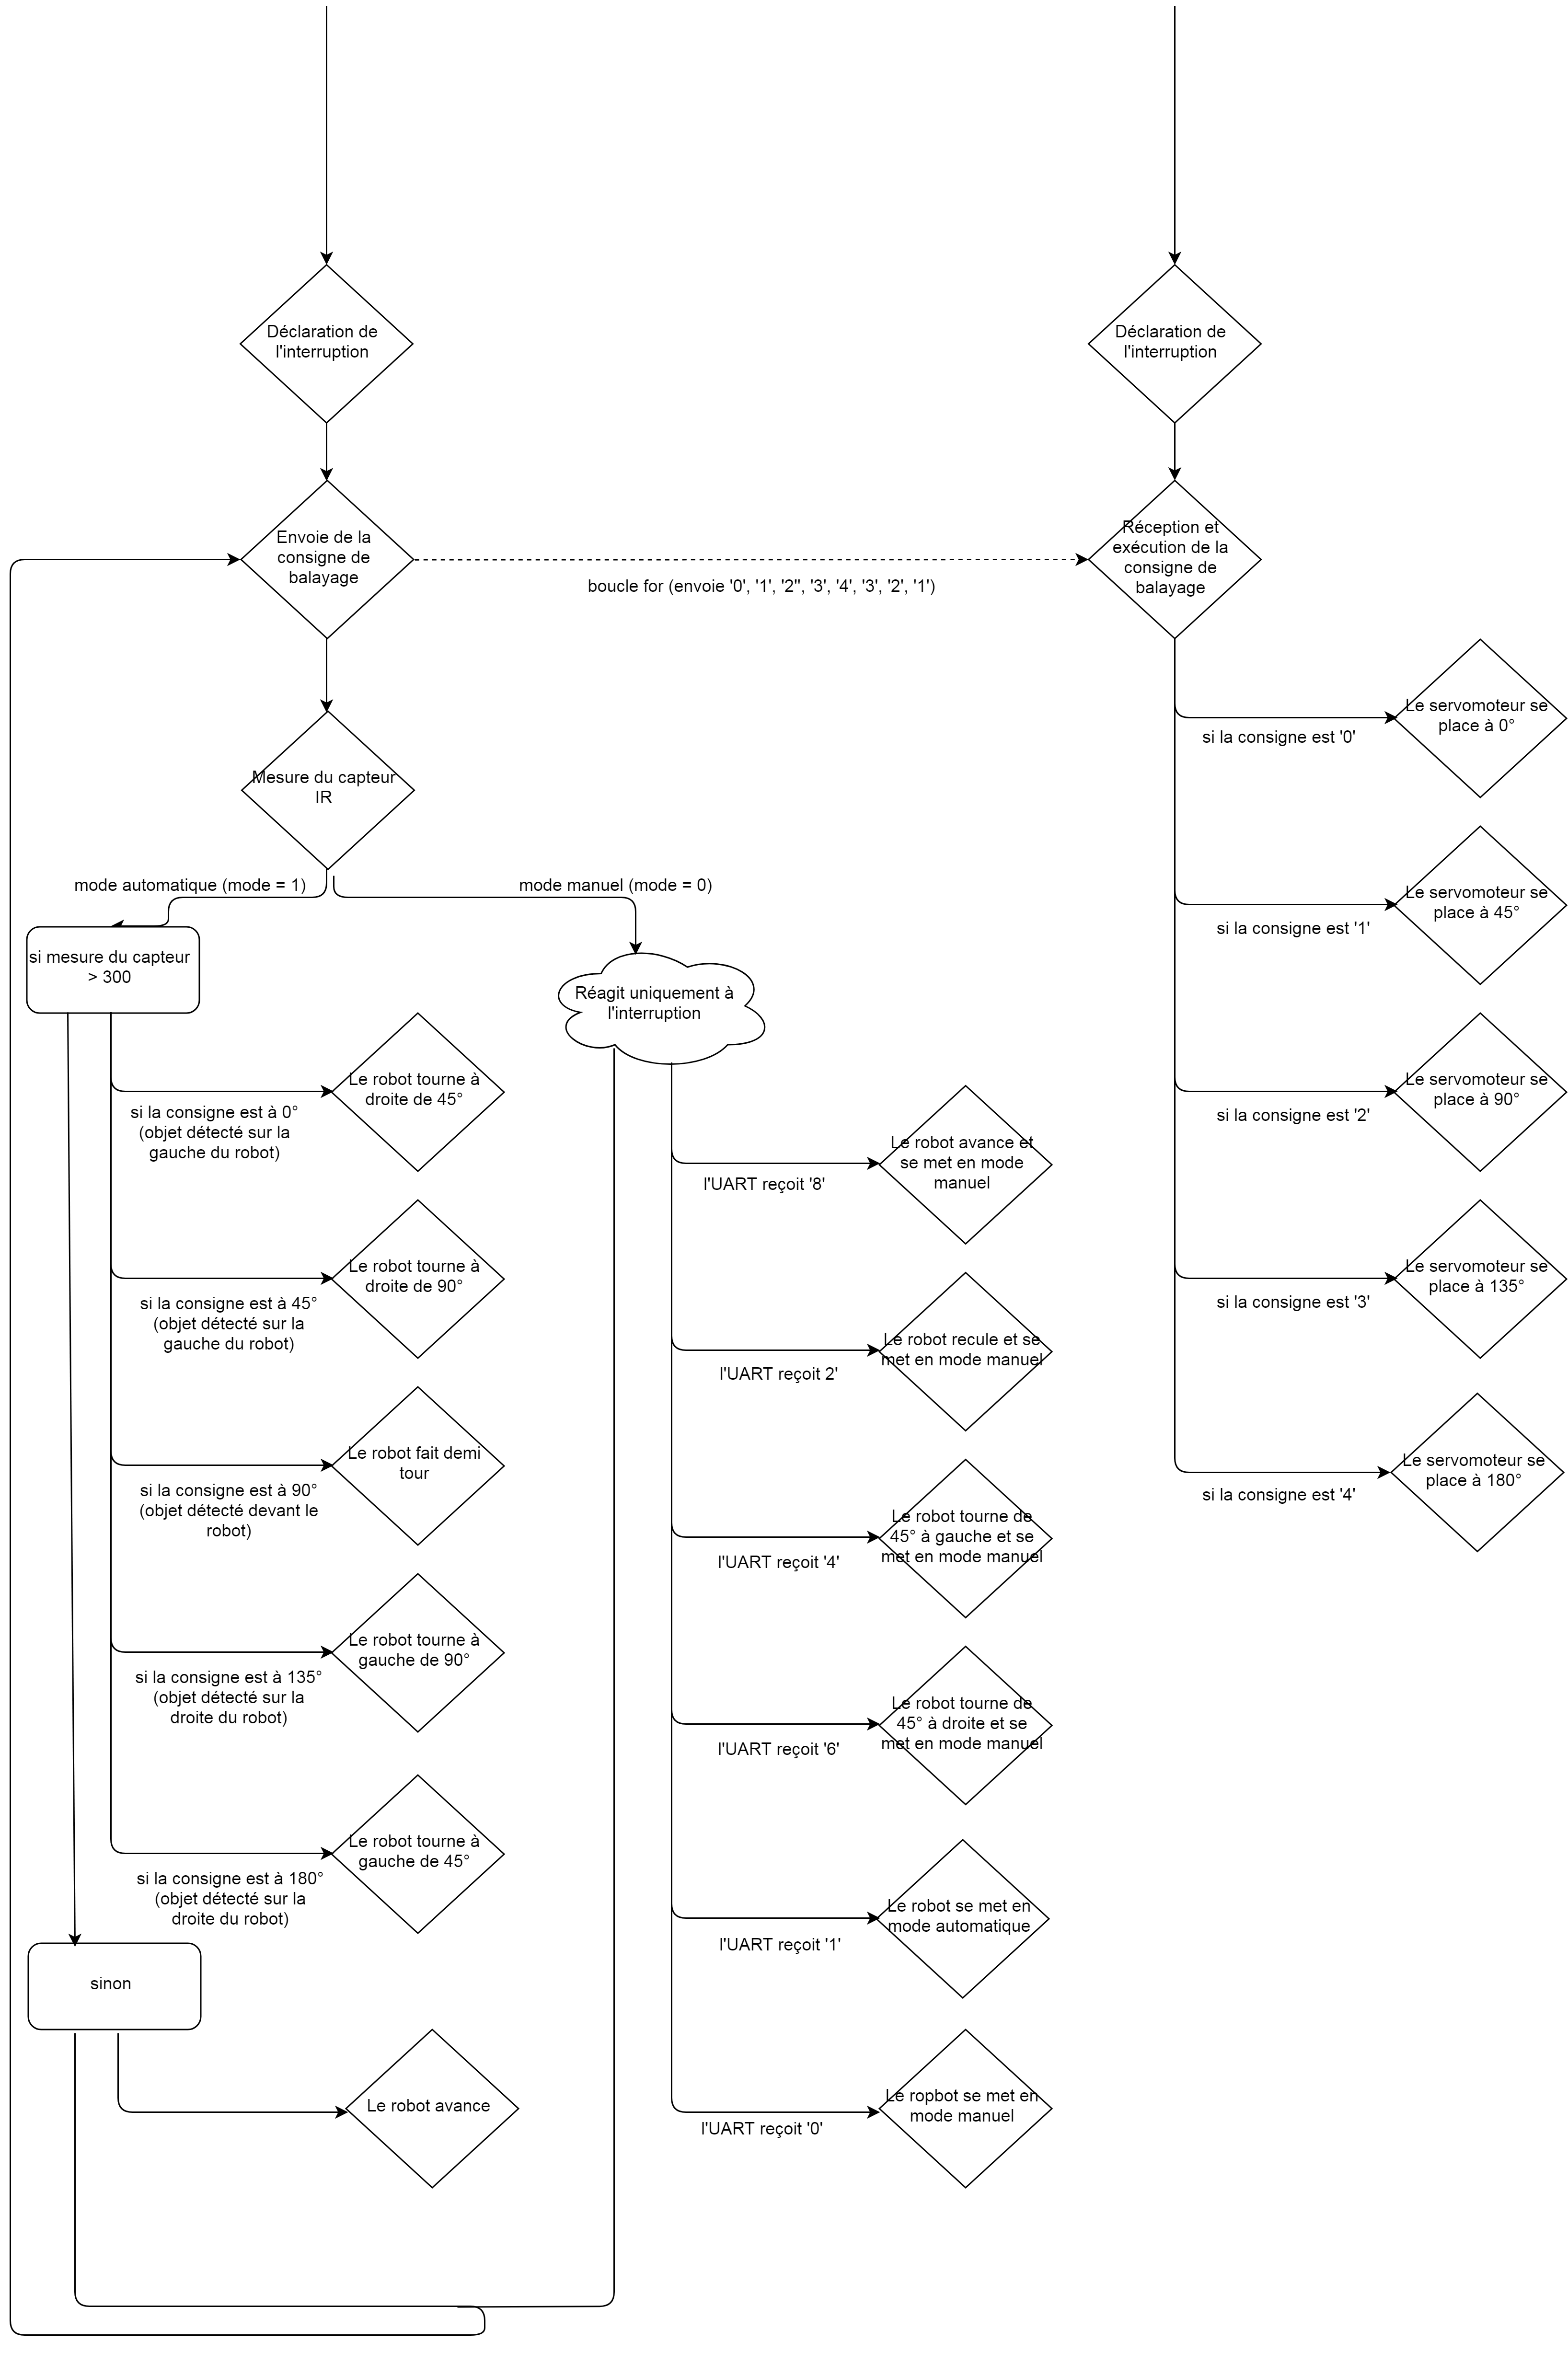 Déclaration de
l'interruption
Déclaration de
l'interruption
Envoie de la
consigne de
balayage
boucle for (envoie '0', '1', '2'', '3', '4', '3', '2', '1')
Réception et
exécution de la
consigne de
balayage
Le servomoteur se
place à 0°
si la consigne est '0'
Le servomoteur se
place à 45°
si la consigne est '1'
Le servomoteur se
place à 90°
si la consigne est '2'
Le servomoteur se
place à 135°
si la consigne est '3'
Le servomoteur se
place à 180°
si la consigne est '4'
Mesure du capteur
IR
mode automatique (mode = 1)
mode manuel (mode = 0)
si mesure du capteur
> 300
Le robot tourne à
droite de 45°
si la consigne est à 0°
(objet détecté sur la
gauche du robot)
Le robot tourne à
droite de 90°
si la consigne est à 45°
(objet détecté sur la
gauche du robot)
Le robot fait demi
tour
si la consigne est à 90°
(objet détecté devant le
robot)
Le robot tourne à
gauche de 90°
si la consigne est à 135°
(objet détecté sur la
droite du robot)
Le robot tourne à
gauche de 45°
si la consigne est à 180°
(objet détecté sur la
droite du robot)
sinon
Le robot avance
Réagit uniquement à
l'interruption
Le robot avance et
se met en mode
manuel
l'UART reçoit '8'
Le robot recule et se
met en mode manuel
l'UART reçoit 2'
Le robot tourne de
45° à gauche et se
met en mode manuel
l'UART reçoit '4'
Le robot tourne de
45° à droite et se
met en mode manuel
l'UART reçoit '6'
Le robot se met en
mode automatique
l'UART reçoit '1'
Le ropbot se met en
mode manuel
l'UART reçoit '0'